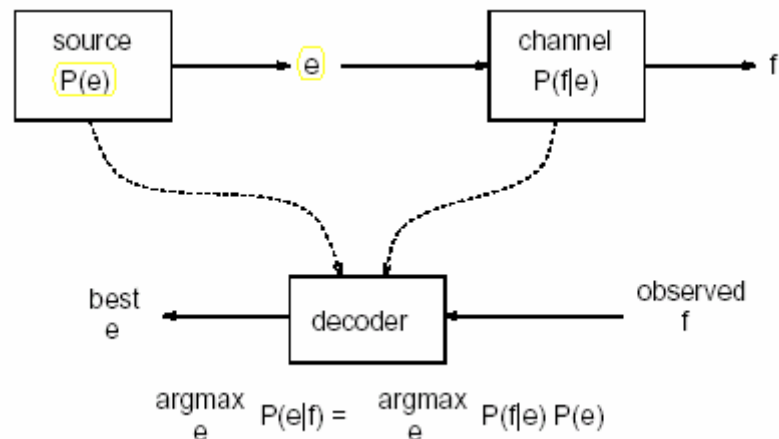 source
P(e)
e
channel
P(f|e)
f
best
e
decoder
observed
f
argmax P(e|f) = argmax P(f|e) P(e)
e e